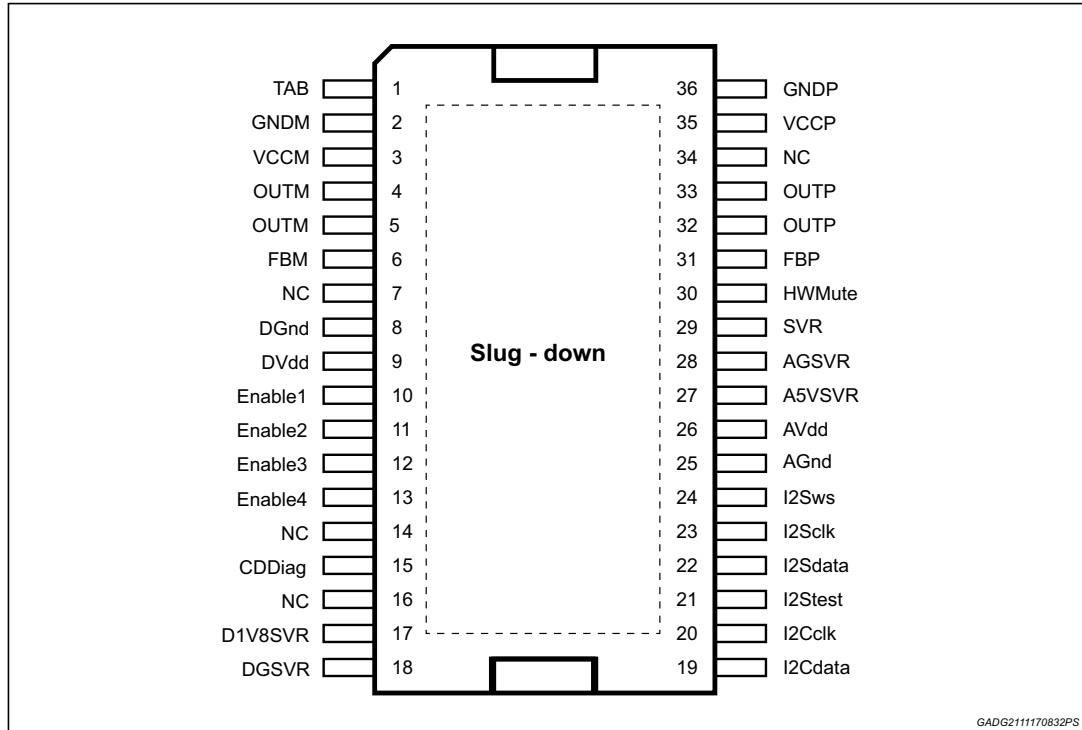 TAB 1 36 GNDP
GNDM 2 35 VCCP
VCCM 3 34 NC
OUTM 4 33 OUTP
OUTM 5 32 OUTP
FBM 6 31 FBP
NC 7 30 HWMute
DGnd 8 29 SVR
Slug - down
DVdd 9 28 AGSVR
Enable1 10 27 A5VSVR
Enable2 11 26 AVdd
Enable3 12 25 AGnd
Enable4 13 24 I2Sws
NC 14 23 I2Sclk
CDDiag 15 22 I2Sdata
NC 16 21 I2Stest
D1V8SVR 17 20 I2Cclk
DGSVR 18 19 I2Cdata
GADG2111170832PS